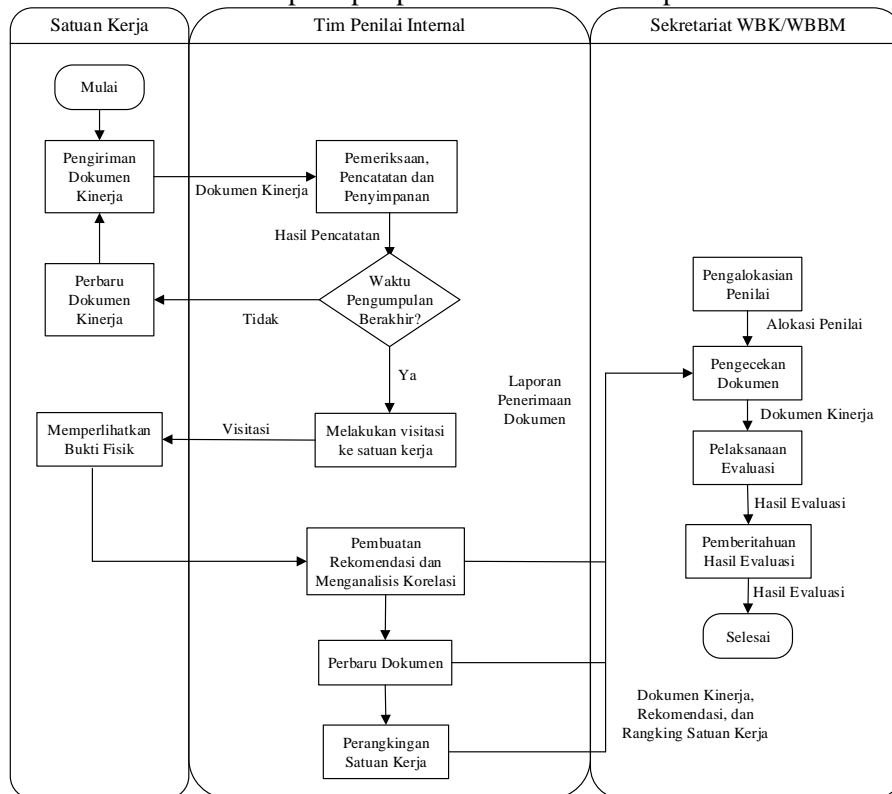 Satuan Kerja
Tim Penilai Internal
Sekretariat WBK/WBBM
Mulai
Pengiriman
Dokumen
Kinerja
Dokumen Kinerja
Pemeriksaan,
Pencatatan dan
Penyimpanan
Hasil Pencatatan
Waktu
Pengumpulan
Berakhir?
Tidak
Perbaru
Dokumen
Kinerja
Ya
Melakukan visitasi
ke satuan kerja
Visitasi
Memperlihatkan
Bukti Fisik
Laporan
Penerimaan
Dokumen
Pembuatan
Rekomendasi dan
Menganalisis Korelasi
Perbaru Dokumen
Perangkingan
Satuan Kerja
Pengalokasian
Penilai
Alokasi Penilai
Pengecekan
Dokumen
Dokumen Kinerja
Pelaksanaan
Evaluasi
Hasil Evaluasi
Pemberitahuan
Hasil Evaluasi
Hasil Evaluasi
Selesai
Dokumen Kinerja,
Rekomendasi, dan
Rangking Satuan Kerja